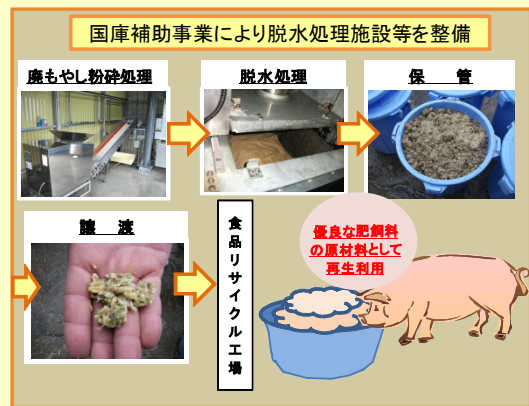 国庫補助事業により脱水処理施設等を整備
廃もやし粉砕処理
脱水処理
保　管
譲　渡
食品リサイクル工場
優良な肥飼料
の原材料として
再生利用